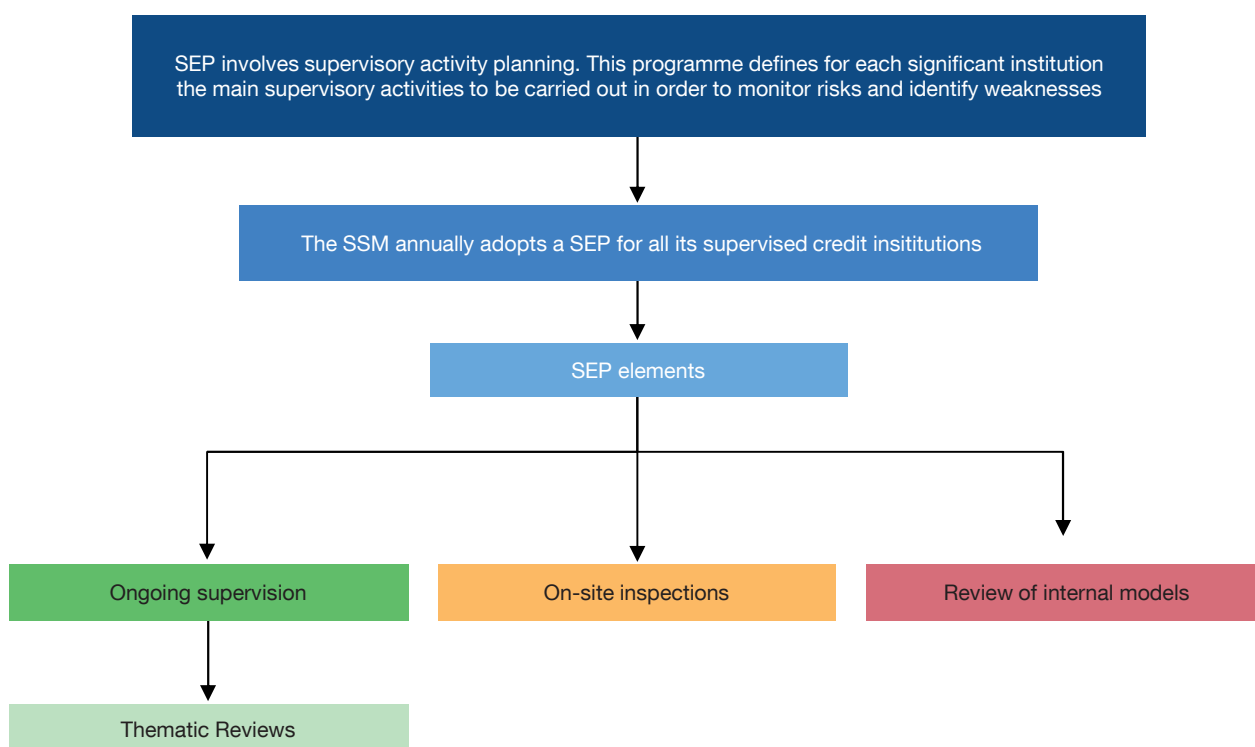 SEP involves supervisory activity planning. This programme defines for each significant institution
the main supervisory activities to be carried out in order to monitor risks and identify weaknesses
The SSM annually adopts a SEP for all its supervised credit insititutions
SEP elements
Ongoing supervision
On-site inspections
Review of internal models
Thematic Reviews